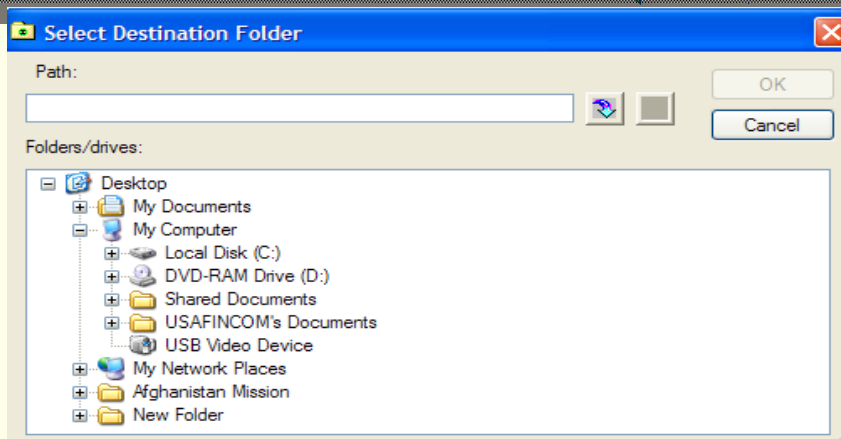 Select Destination Folder
Path:
OK
Cancel
Folders/drives:
Desktop
My Documents
My Computer
Local Disk (C:)
DVD-RAM Drive (D:)
Shared Documents
USAFINCOM's Documents
USB Video Device
My Network Places
Afghanistan Mission
New Folder